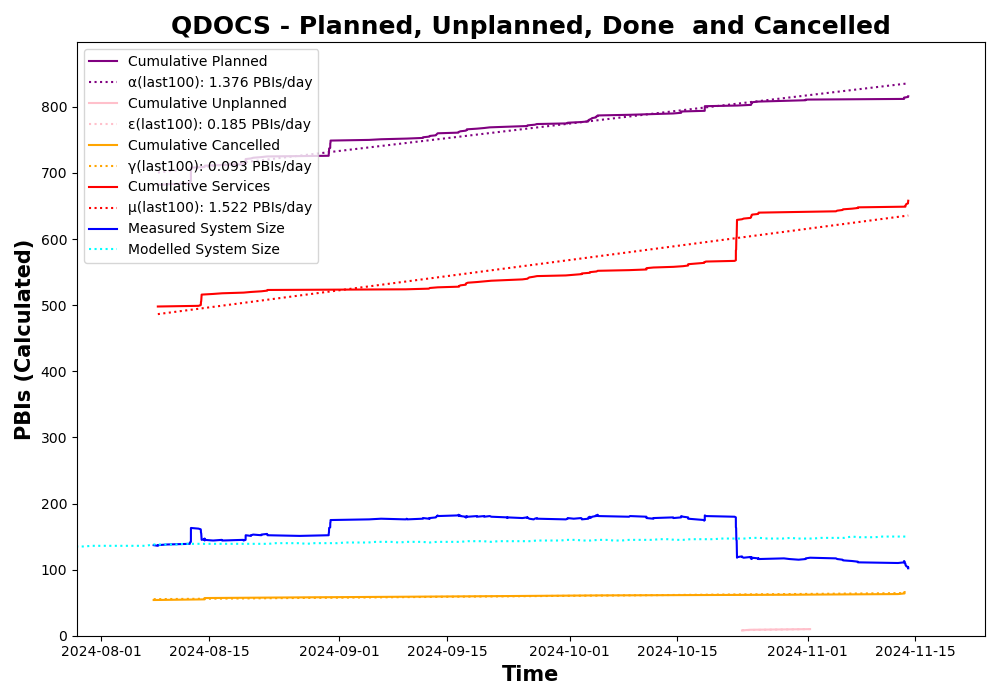 QDOCS - Planned, Unplanned, Done  and Cancelled
Cumulative Planned
α(last100): 1.376 PBIs/day
Cumulative Unplanned
ε(last100): 0.185 PBIs/day
Cumulative Cancelled
γ(last100): 0.093 PBIs/day
Cumulative Services
μ(last100): 1.522 PBIs/day
Measured System Size
Modelled System Size
PBIs (Calculated)
800
700
600
500
400
300
200
100
0
2024-08-01 2024-08-15 2024-09-01 2024-09-15 2024-10-01 2024-10-15 2024-11-01 2024-11-15
Time